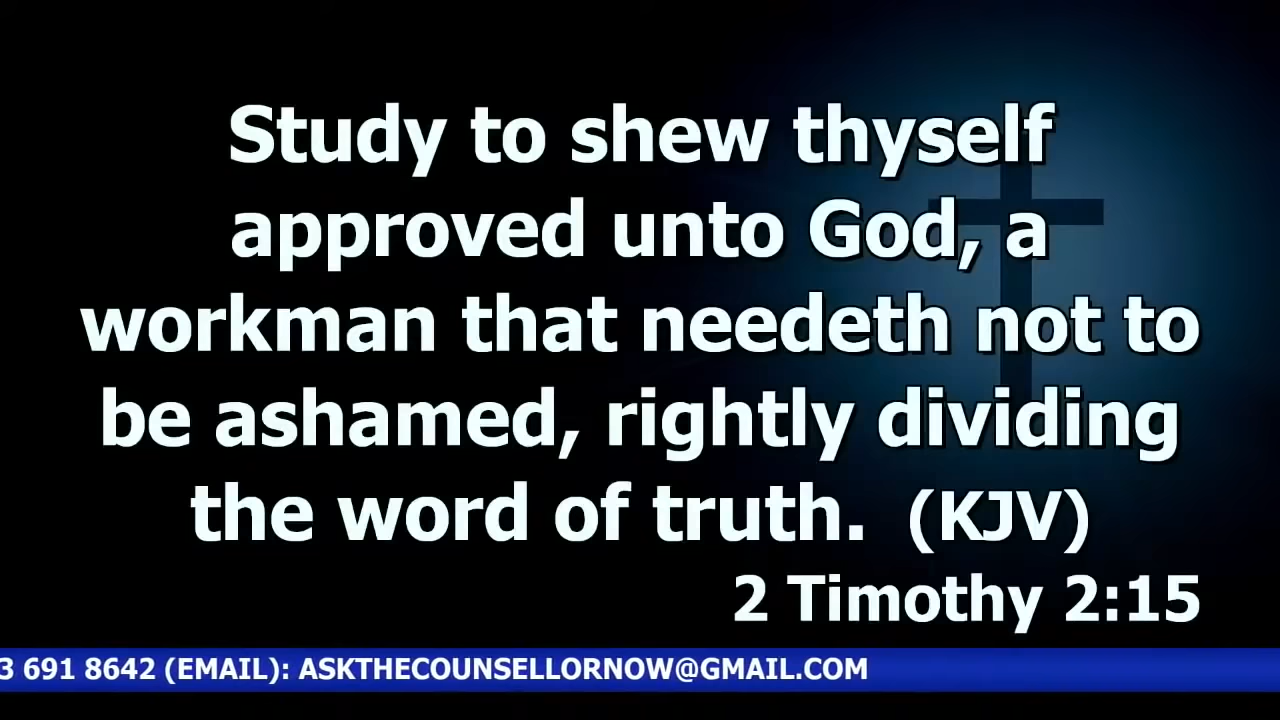 Study to shew thyself
approved unto God, a
workman that needeth not to
be ashamed, rightly dividing
the word of truth. (KJV)
2 Timothy 2:15
3 691 8642 (EMAIL): ASKTHECOUNSELLORNOW@GMAIL.COM